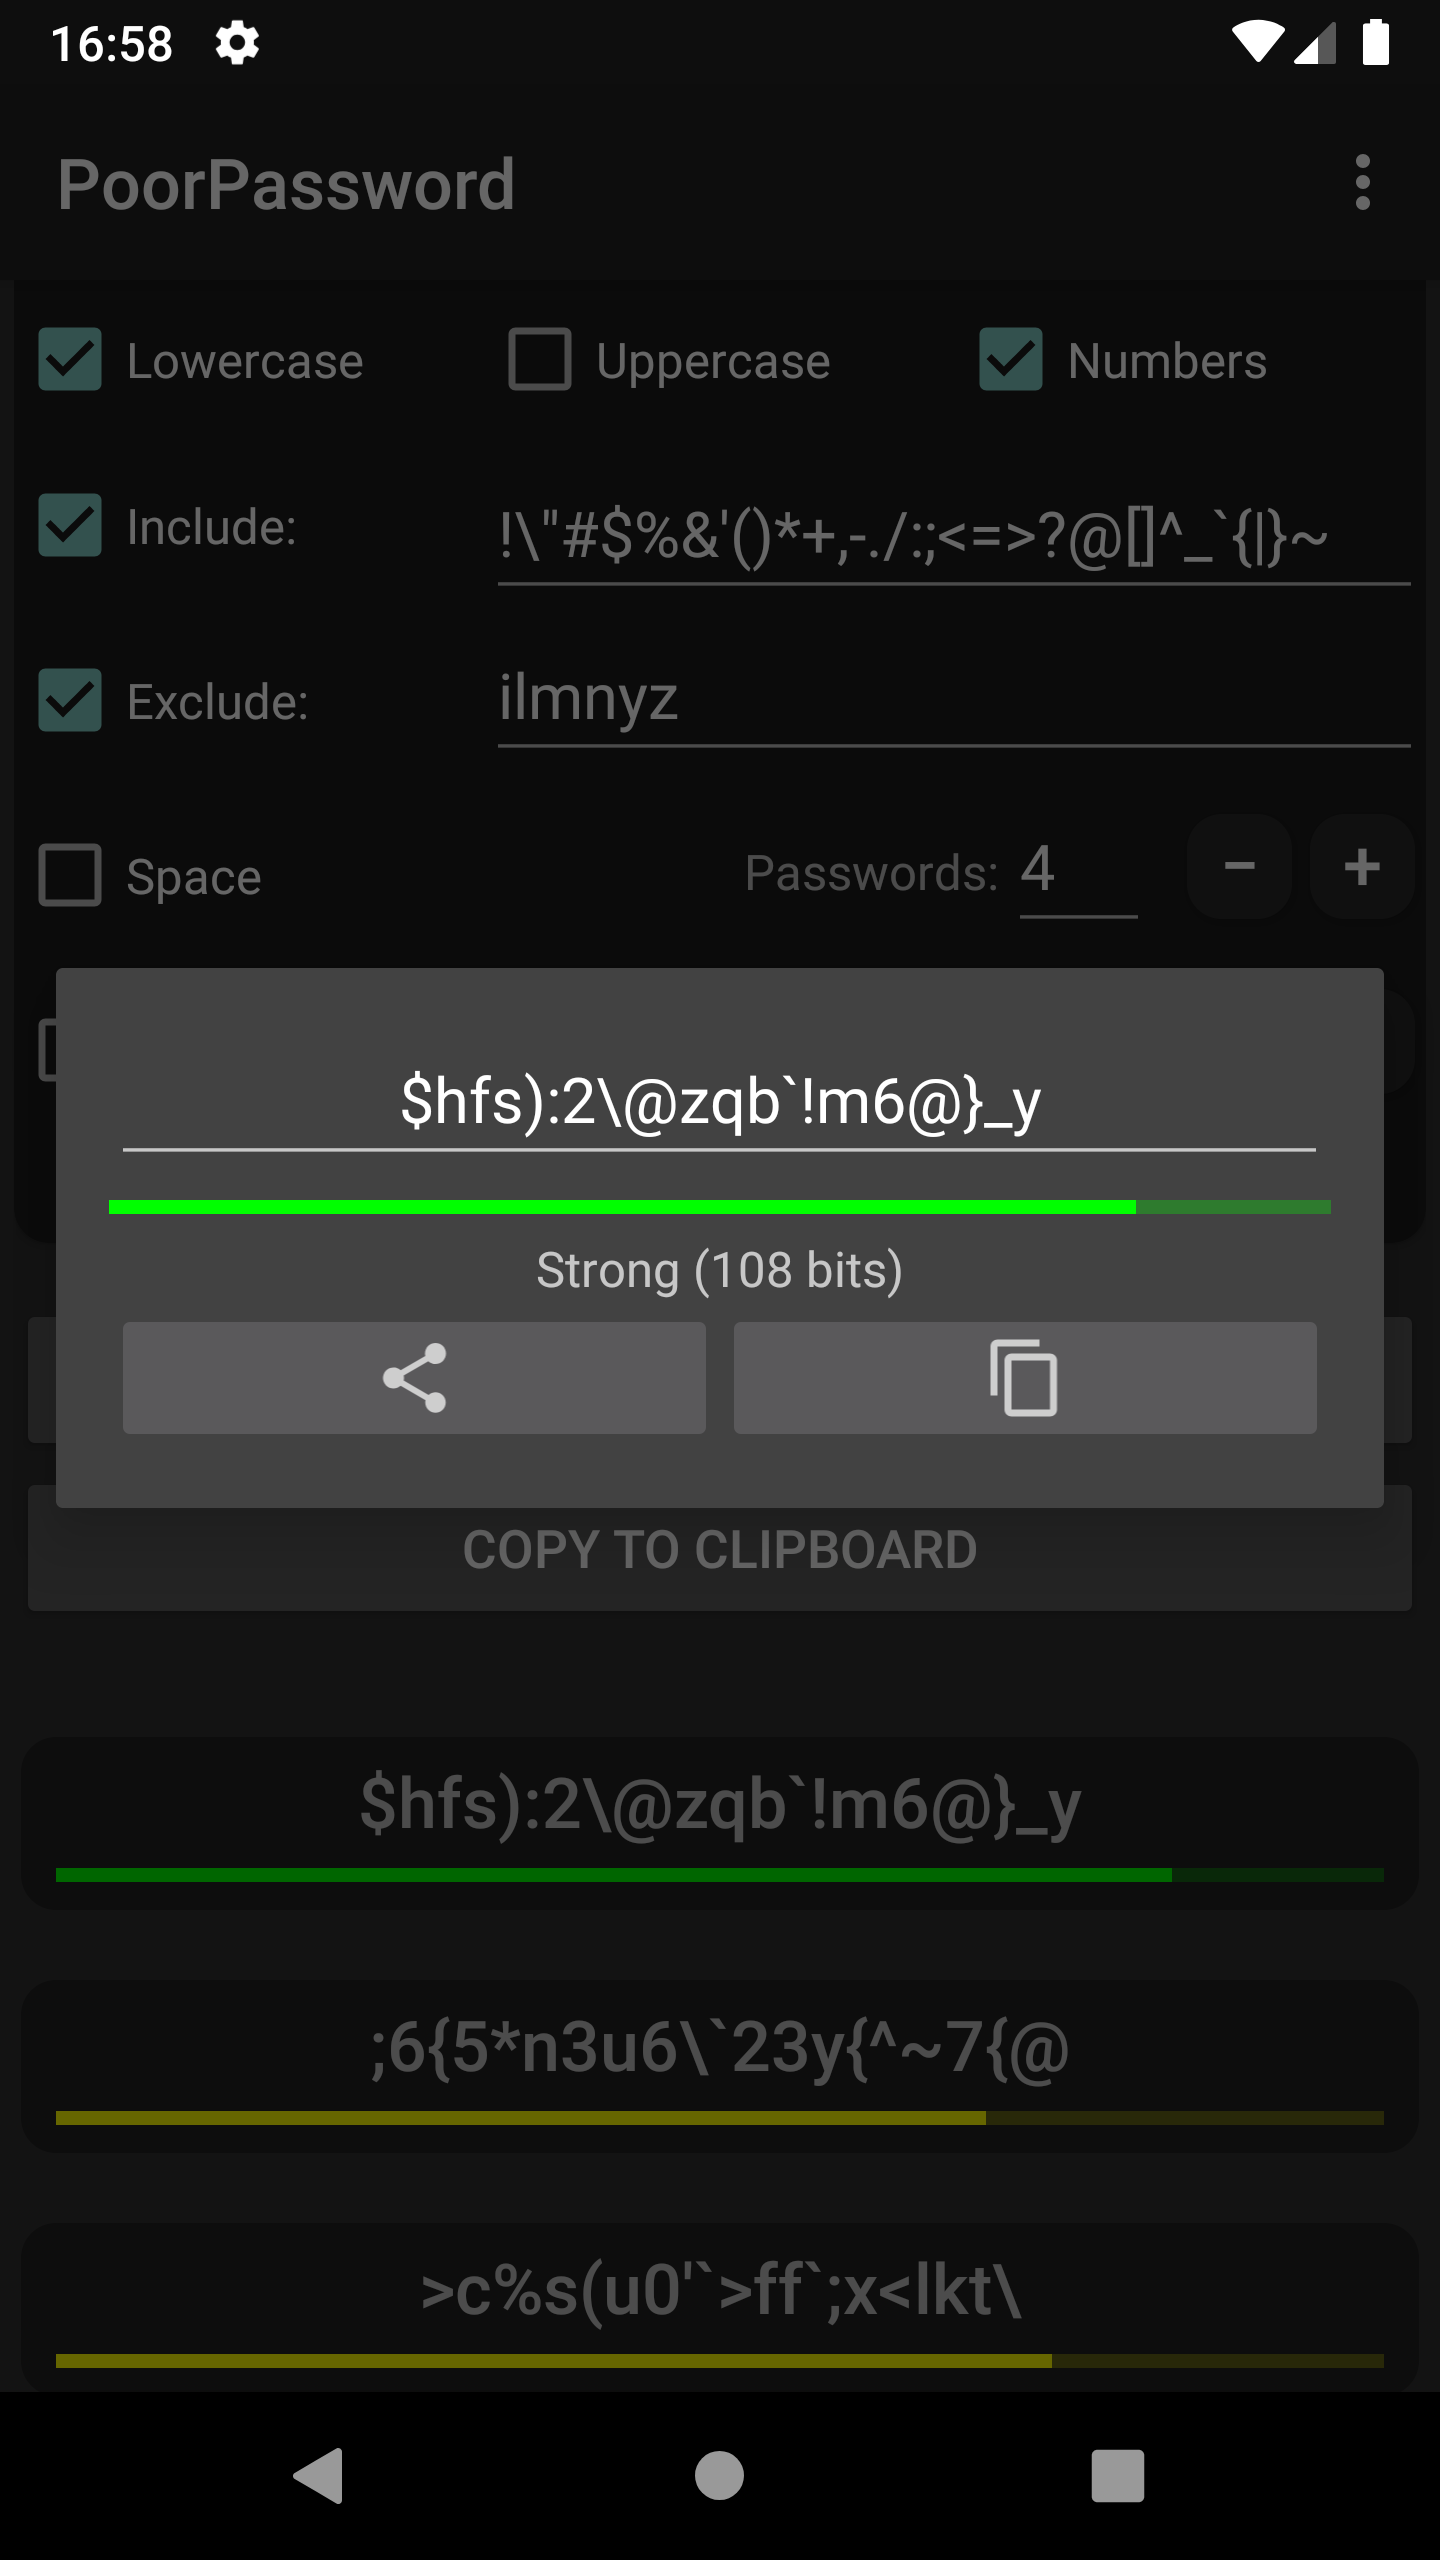 16:58
PoorPassword
Lowercase Uppercase Numbers
Include: !\"#$%&'()*+,-./:;<=>?@[]^_`{|}~
Exclude: ilmnyz
Space Passwords: 4 − +
$hfs):2\@zqb`!m6@}_y
Strong (108 bits)
COPY TO CLIPBOARD
$hfs):2\@zqb`!m6@}_y
;6{5*n3u6\`23y{^~7{@
>c%s(u0'`>ff`;x<lkt\